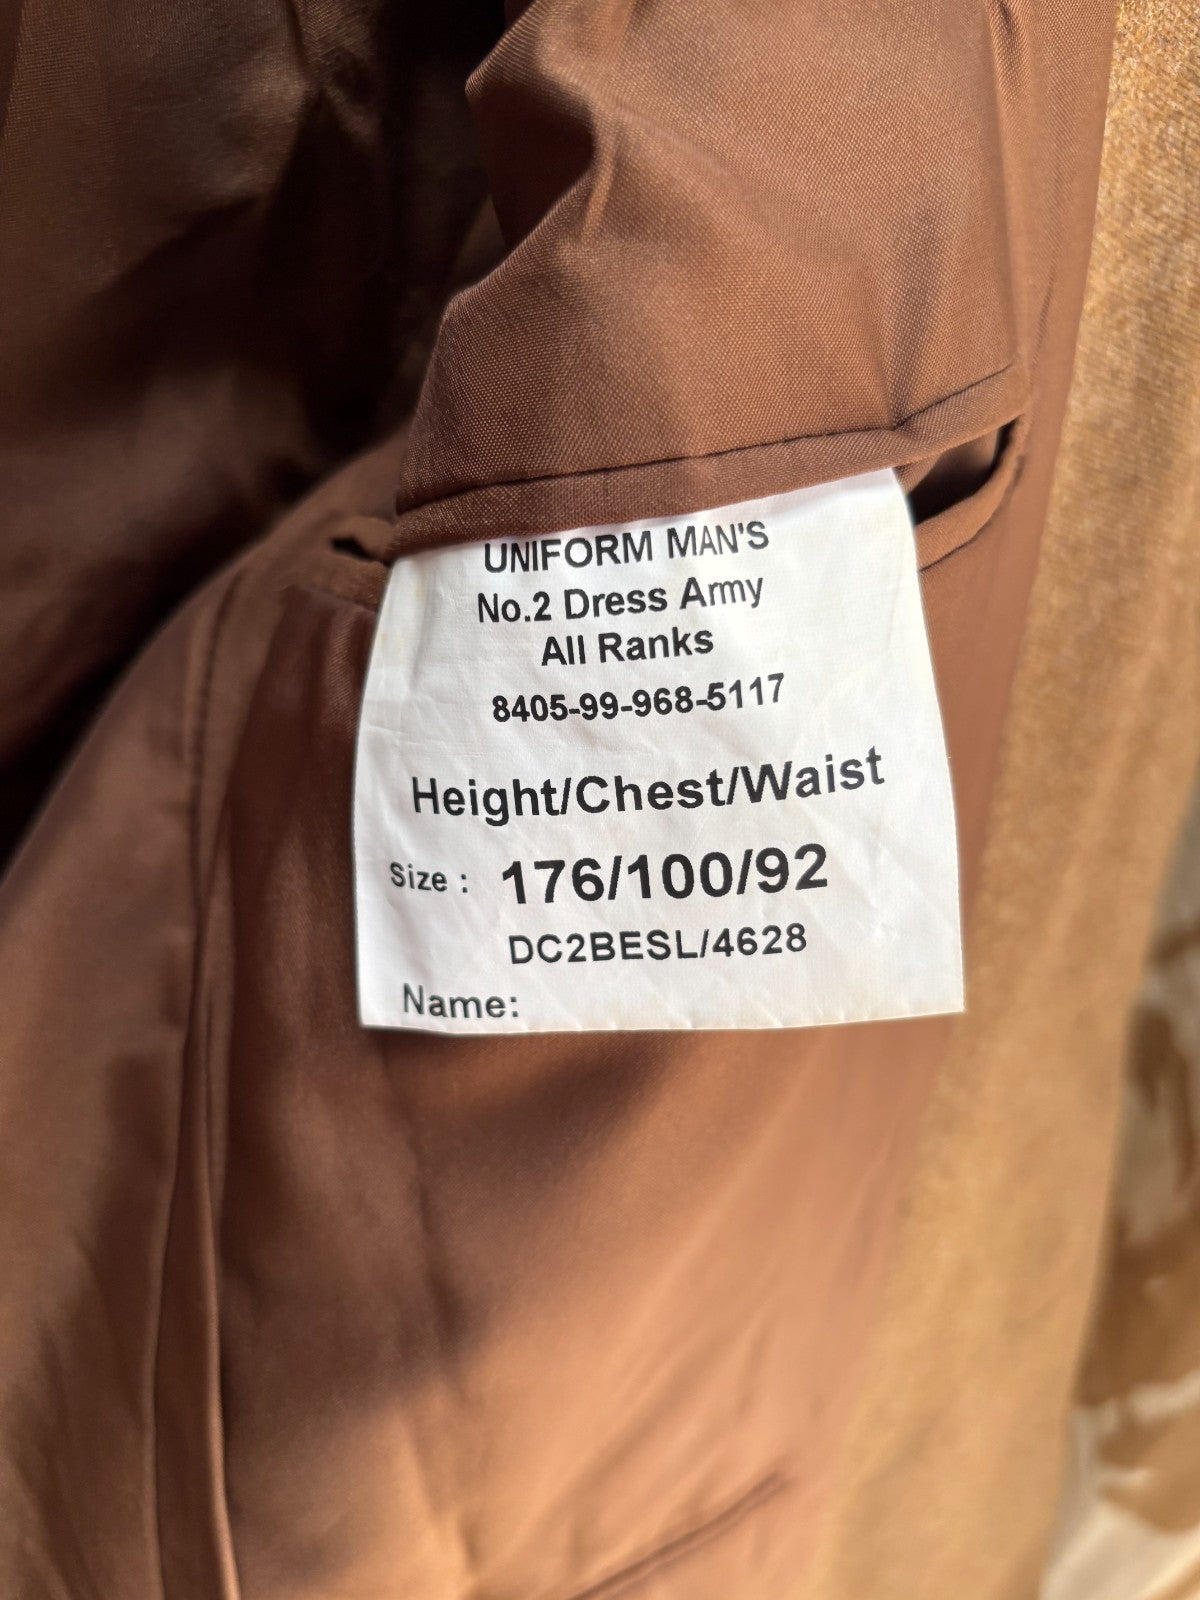 UNIFORM MAN'S
No.2 Dress Army
All Ranks
8405-99-968-5117
Height/Chest/Waist
Size : 176/100/92
DC2BESL/4628
Name: